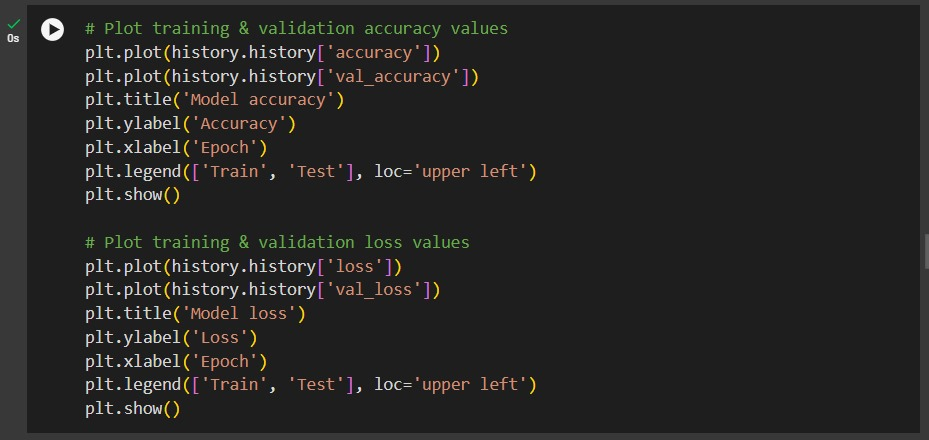 # Plot training & validation accuracy values
plt.plot(history.history['accuracy'])
plt.plot(history.history['val_accuracy'])
plt.title('Model accuracy')
plt.ylabel('Accuracy')
plt.xlabel('Epoch')
plt.legend(['Train', 'Test'], loc='upper left')
plt.show()
# Plot training & validation loss values
plt.plot(history.history['loss'])
plt.plot(history.history['val_loss'])
plt.title('Model loss')
plt.ylabel('Loss')
plt.xlabel('Epoch')
plt.legend(['Train', 'Test'], loc='upper left')
plt.show()
0s